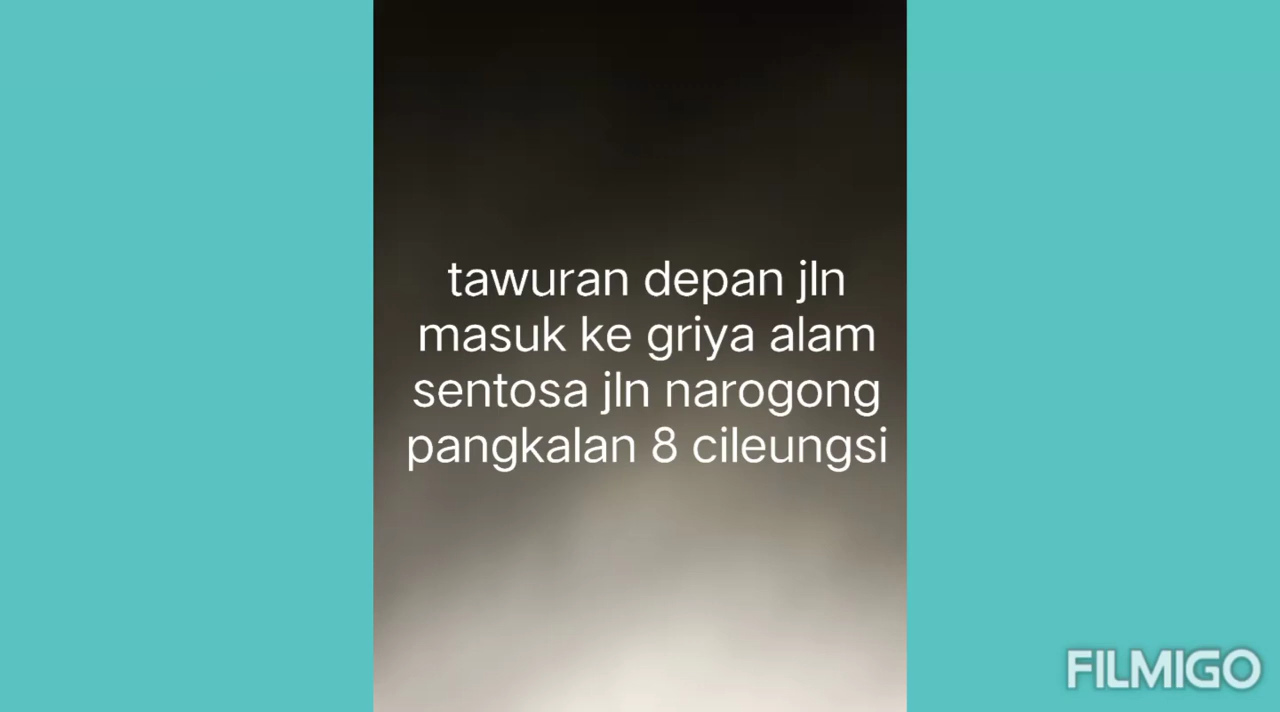 tawuran depan jln
masuk ke griya alam
sentosa jln narogong
pangkalan 8 cileungsi
FILMIGO